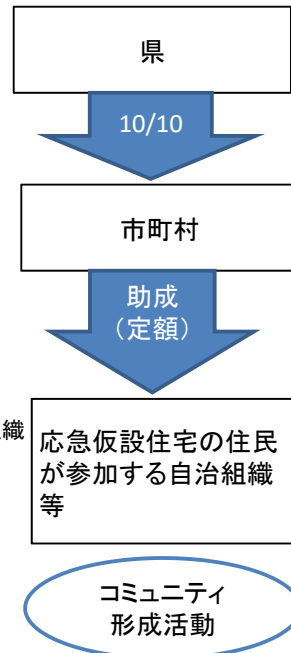 県
10/10
市町村
助成
（定額）
織
応急仮設住宅の住民
が参加する自治組織
等
コミュニティ
形成活動